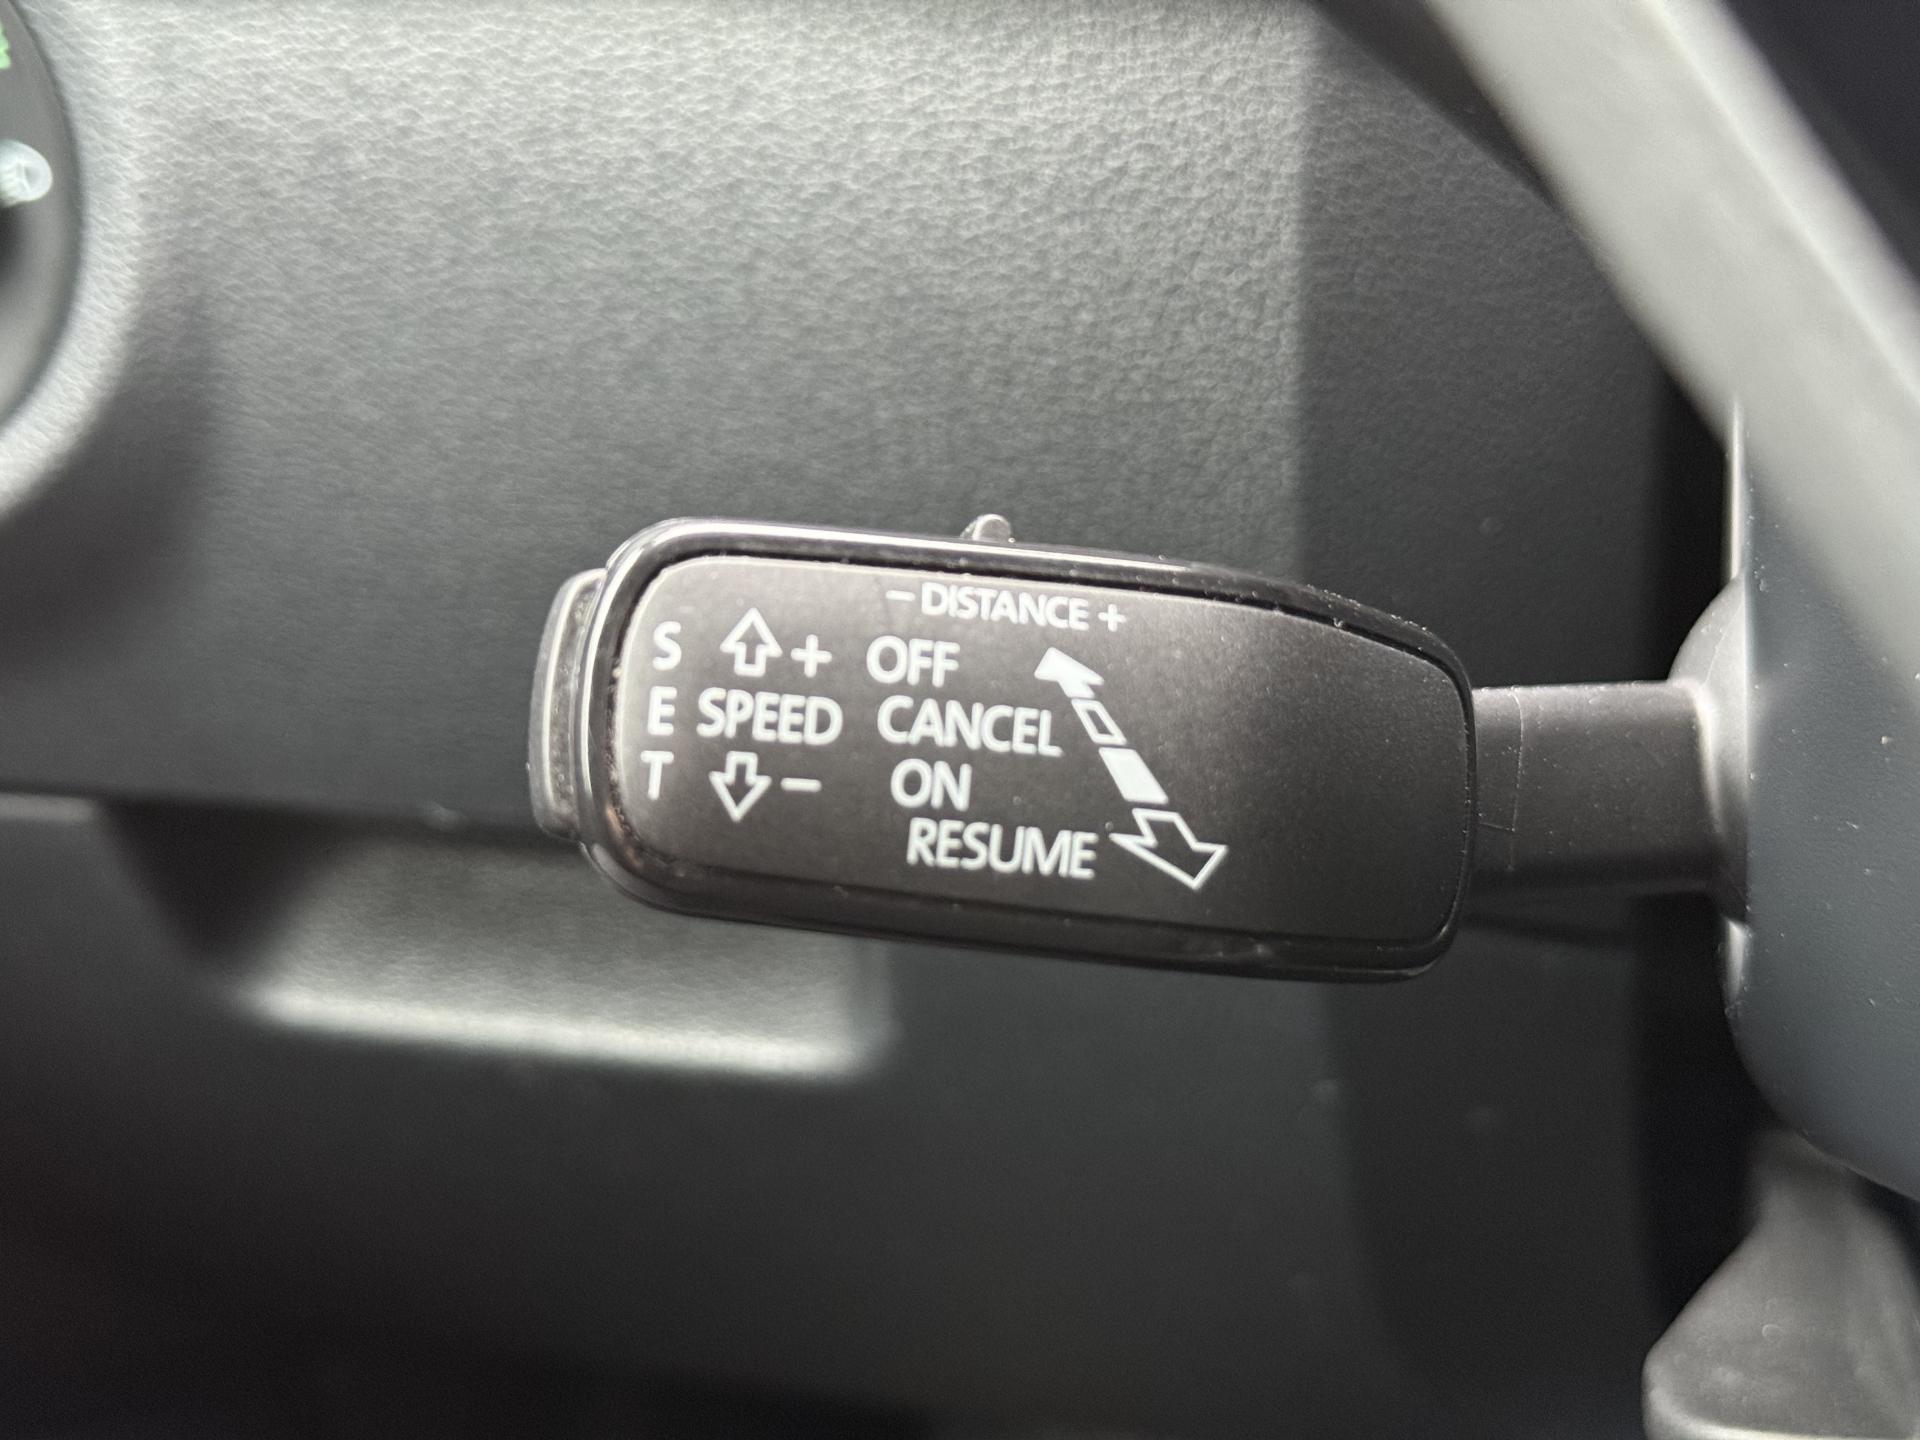 – DISTANCE +
S + OFF
E SPEED CANCEL
T – ON
RESUME